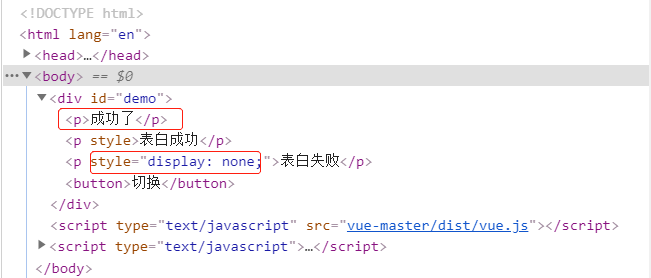 <!DOCTYPE html>
<html lang="en">
<head>…</head>
<body> == $0
<div id="demo">
<p>成功了</p>
<p style>表白成功</p>
<p style="display: none;">表白失败</p>
<button>切换</button>
</div>
<script type="text/javascript" src="vue-master/dist/vue.js"></script>
<script type="text/javascript">…</script>
</body>